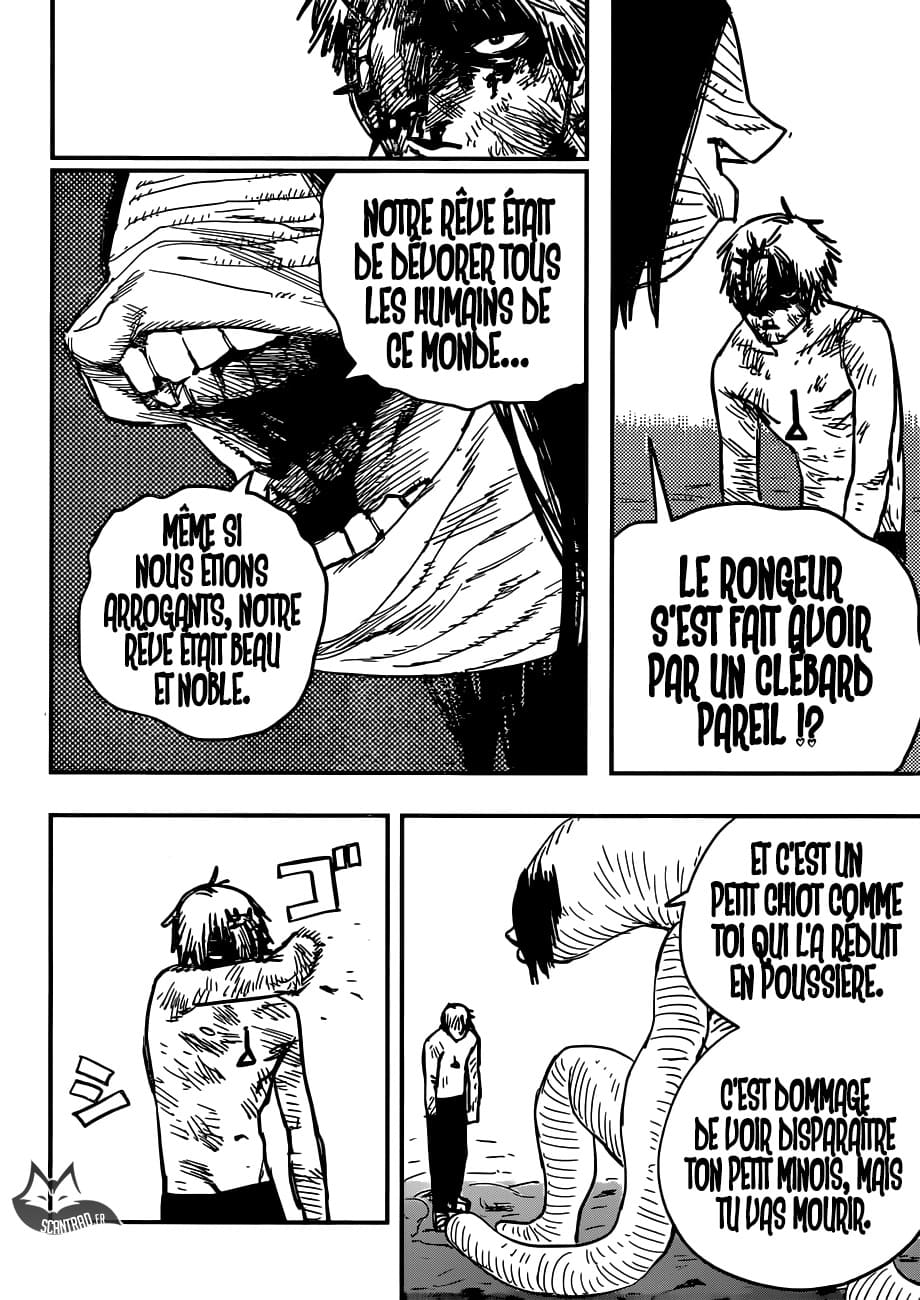 LE RONGEUR
S'EST FAIT AVOIR
PAR UN CLÉBARD
PAREIL !?
NOTRE RÊVE ÉTAIT
DE DÉVORER TOUS
LES HUMAINS DE
CE MONDE...
MÊME SI
NOUS ÉTIONS
ARROGANTS, NOTRE
REVE ÉTAIT BEAU
ET NOBLE.
ET C'EST UN
PETIT CHIOT COMME
TOI QUI L'A RÉDUIT
EN POUSSIÈRE.
C'EST DOMMAGE
DE VOIR DISPARAÎTRE
TON PETIT MINOIS, MAIS
TU VAS MOURIR.
ゴ
シ
SCANTRAD.FR